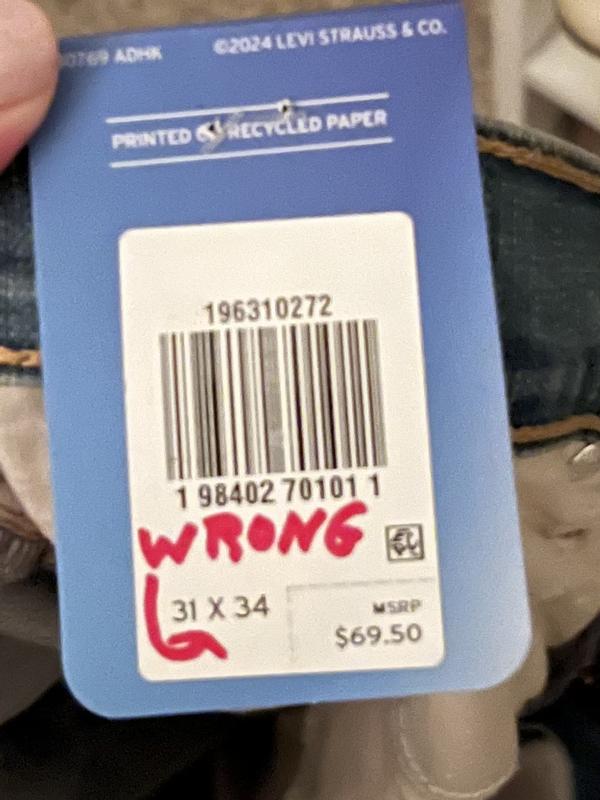 ADHK ©2024 LEVI STRAUSS & CO.
PRINTED ON RECYCLED PAPER
196310272
1 98402 70101 1
WRONG
31 X 34
MSRP
$69.50